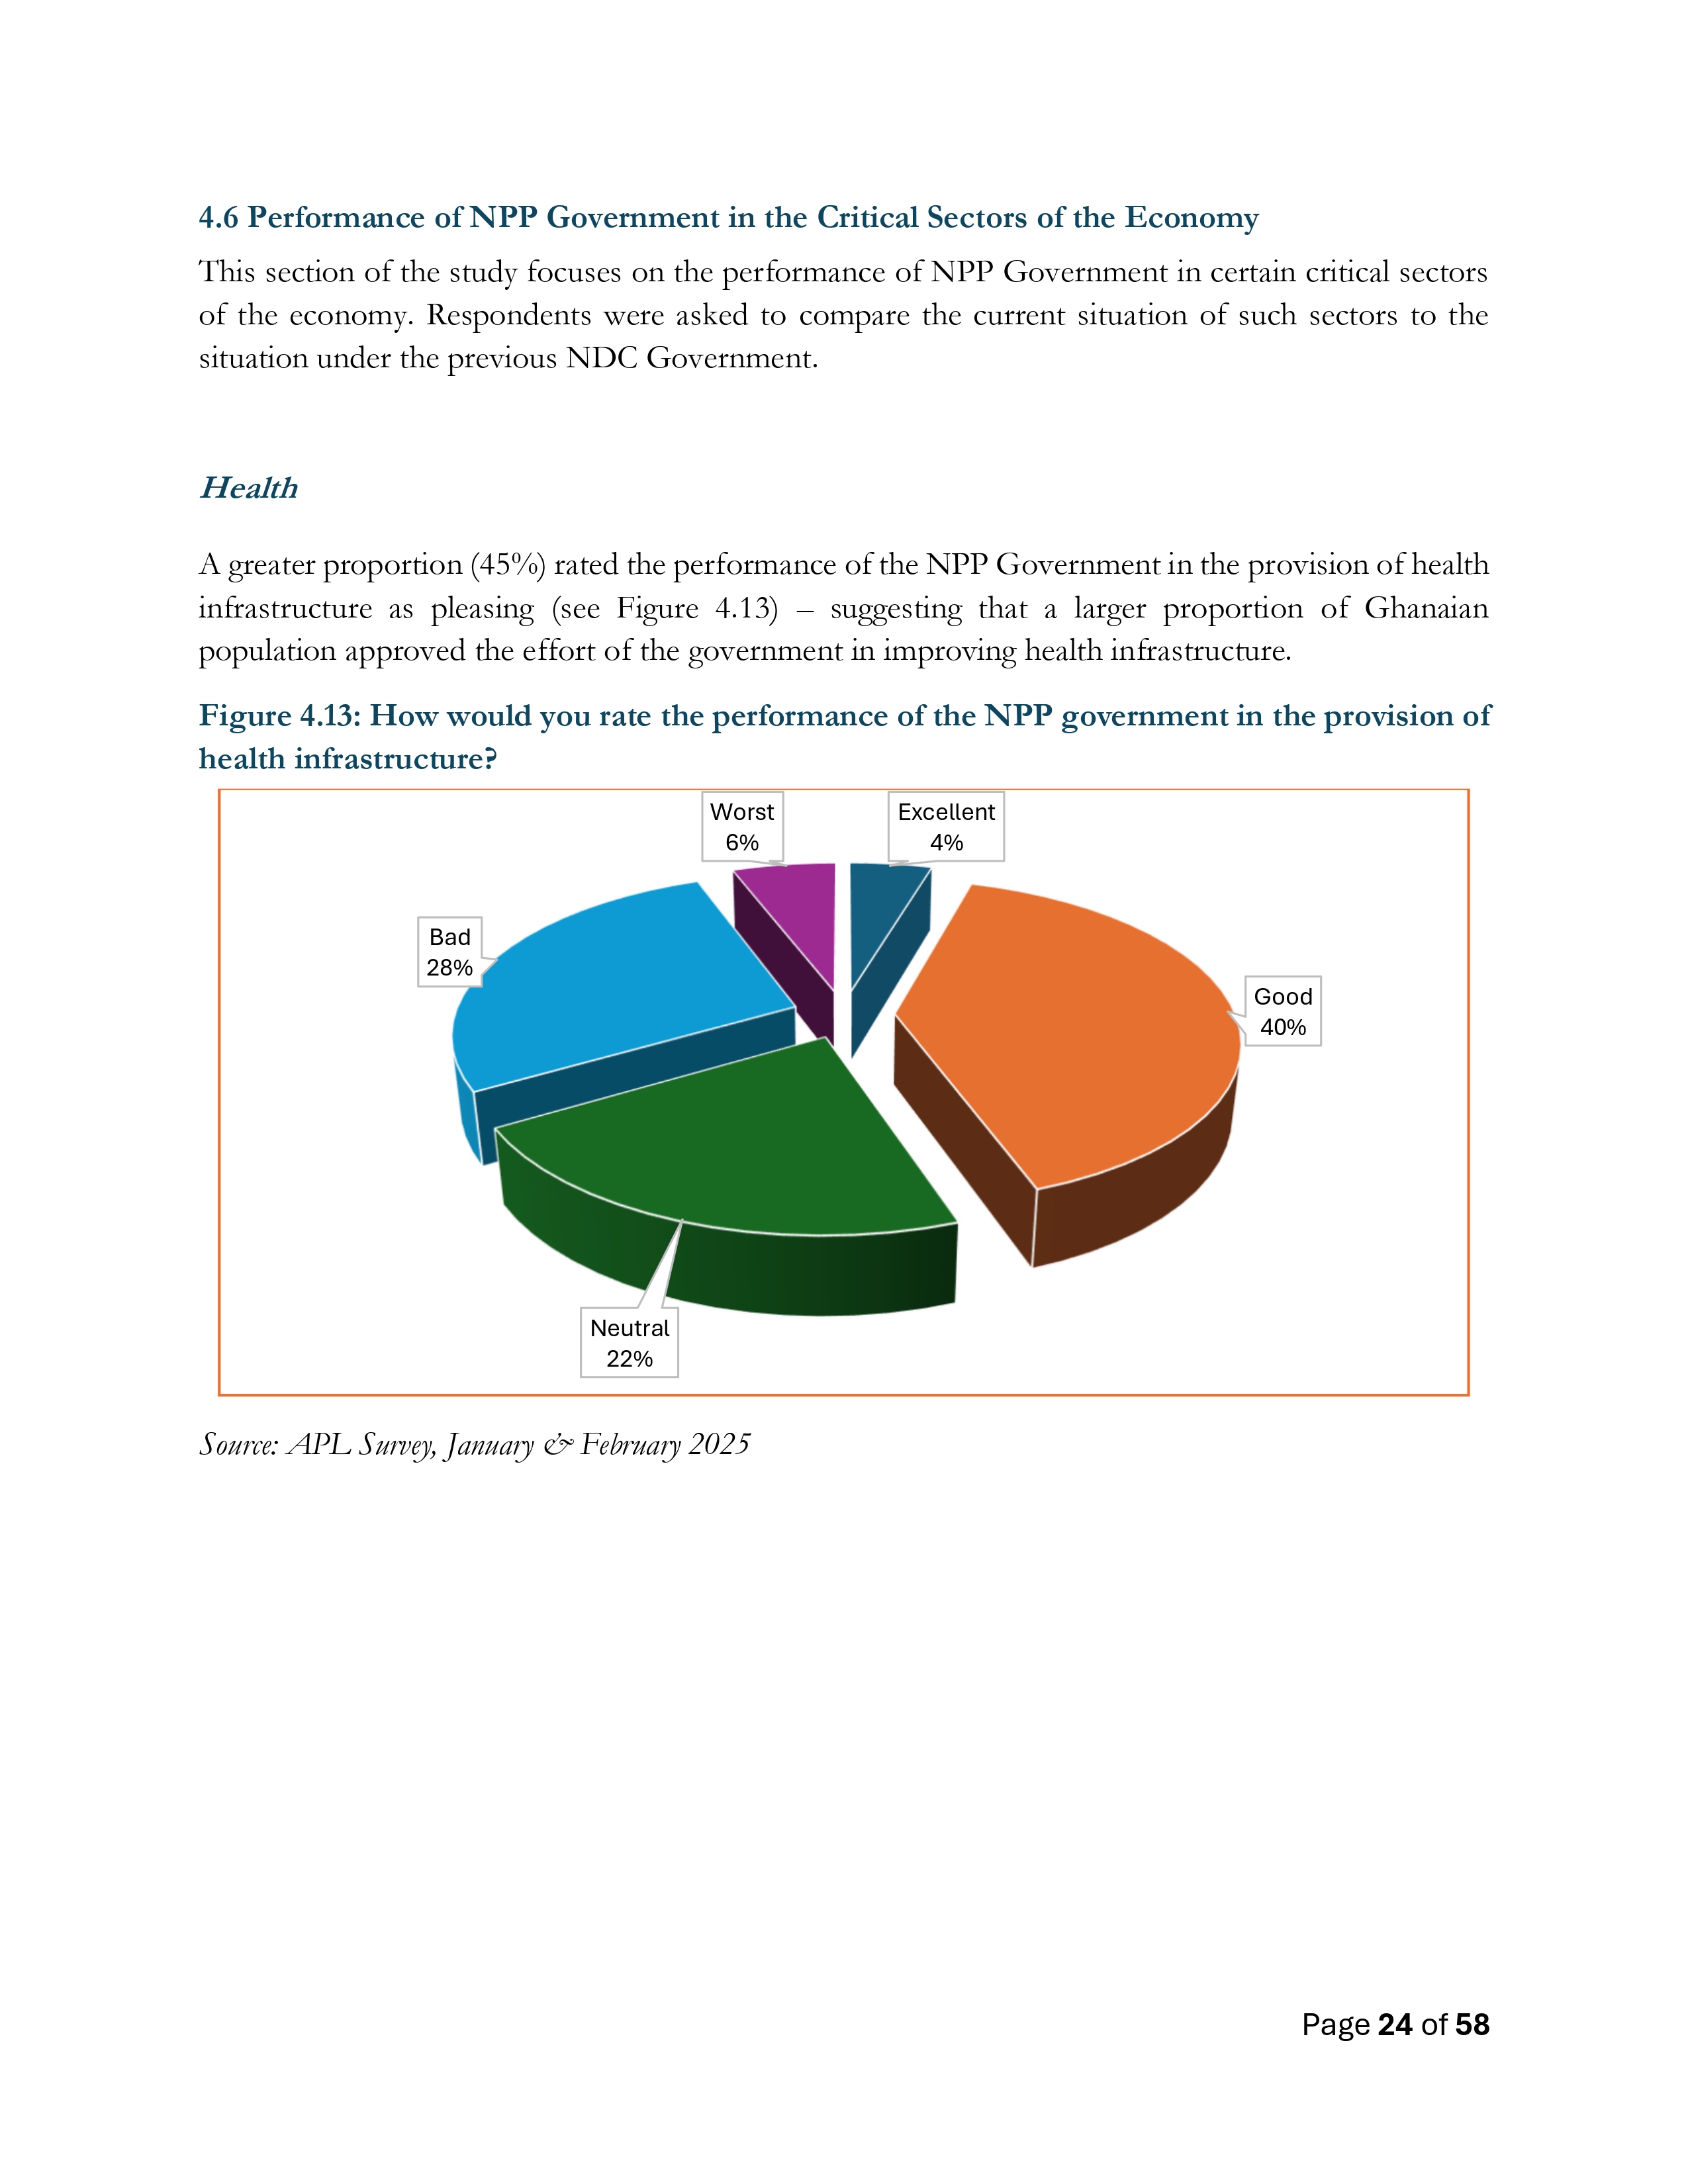 4.6 Performance of NPP Government in the Critical Sectors of the Economy
This section of the study focuses on the performance of NPP Government in certain critical sectors
of the economy. Respondents were asked to compare the current situation of such sectors to the
situation under the previous NDC Government.
Health
A greater proportion (45%) rated the performance of the NPP Government in the provision of health
infrastructure as pleasing (see Figure 4.13) – suggesting that a larger proportion of Ghanaian
population approved the effort of the government in improving health infrastructure.
Figure 4.13: How would you rate the performance of the NPP government in the provision of
health infrastructure?
Worst
6%
Excellent
4%
Bad
28%
Good
40%
Neutral
22%
Source: APL Survey, January & February 2025
Page 24 of 58